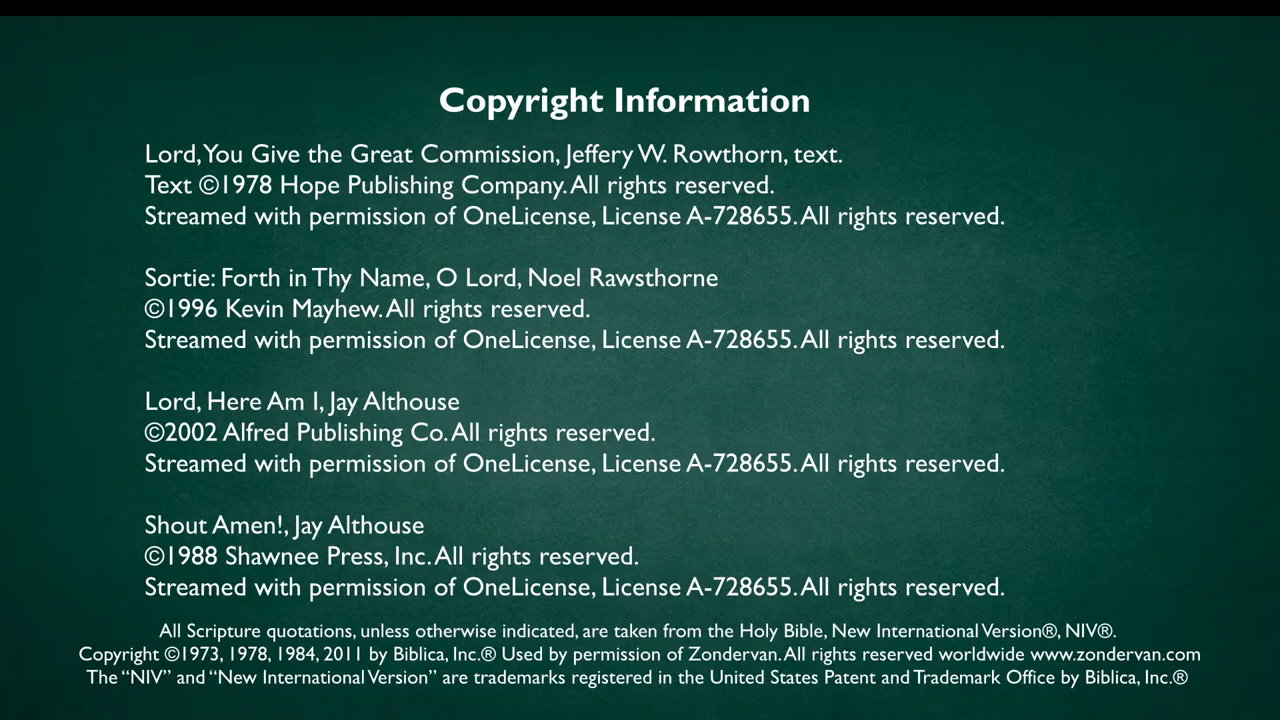 Copyright Information
Lord, You Give the Great Commission, Jeffery W. Rowthorn, text.
Text ©1978 Hope Publishing Company. All rights reserved.
Streamed with permission of OneLicense, License A-728655. All rights reserved.
Sortie: Forth in Thy Name, O Lord, Noel Rawsthorne
©1996 Kevin Mayhew. All rights reserved.
Streamed with permission of OneLicense, License A-728655. All rights reserved.
Lord, Here Am I, Jay Althouse
©2002 Alfred Publishing Co. All rights reserved.
Streamed with permission of OneLicense, License A-728655. All rights reserved.
Shout Amen!, Jay Althouse
©1988 Shawnee Press, Inc. All rights reserved.
Streamed with permission of OneLicense, License A-728655. All rights reserved.
All Scripture quotations, unless otherwise indicated, are taken from the Holy Bible, New International Version®, NIV®.
Copyright ©1973, 1978, 1984, 2011 by Biblica, Inc.® Used by permission of Zondervan. All rights reserved worldwide www.zondervan.com
The “NIV” and “New International Version” are trademarks registered in the United States Patent and Trademark Office by Biblica, Inc.®